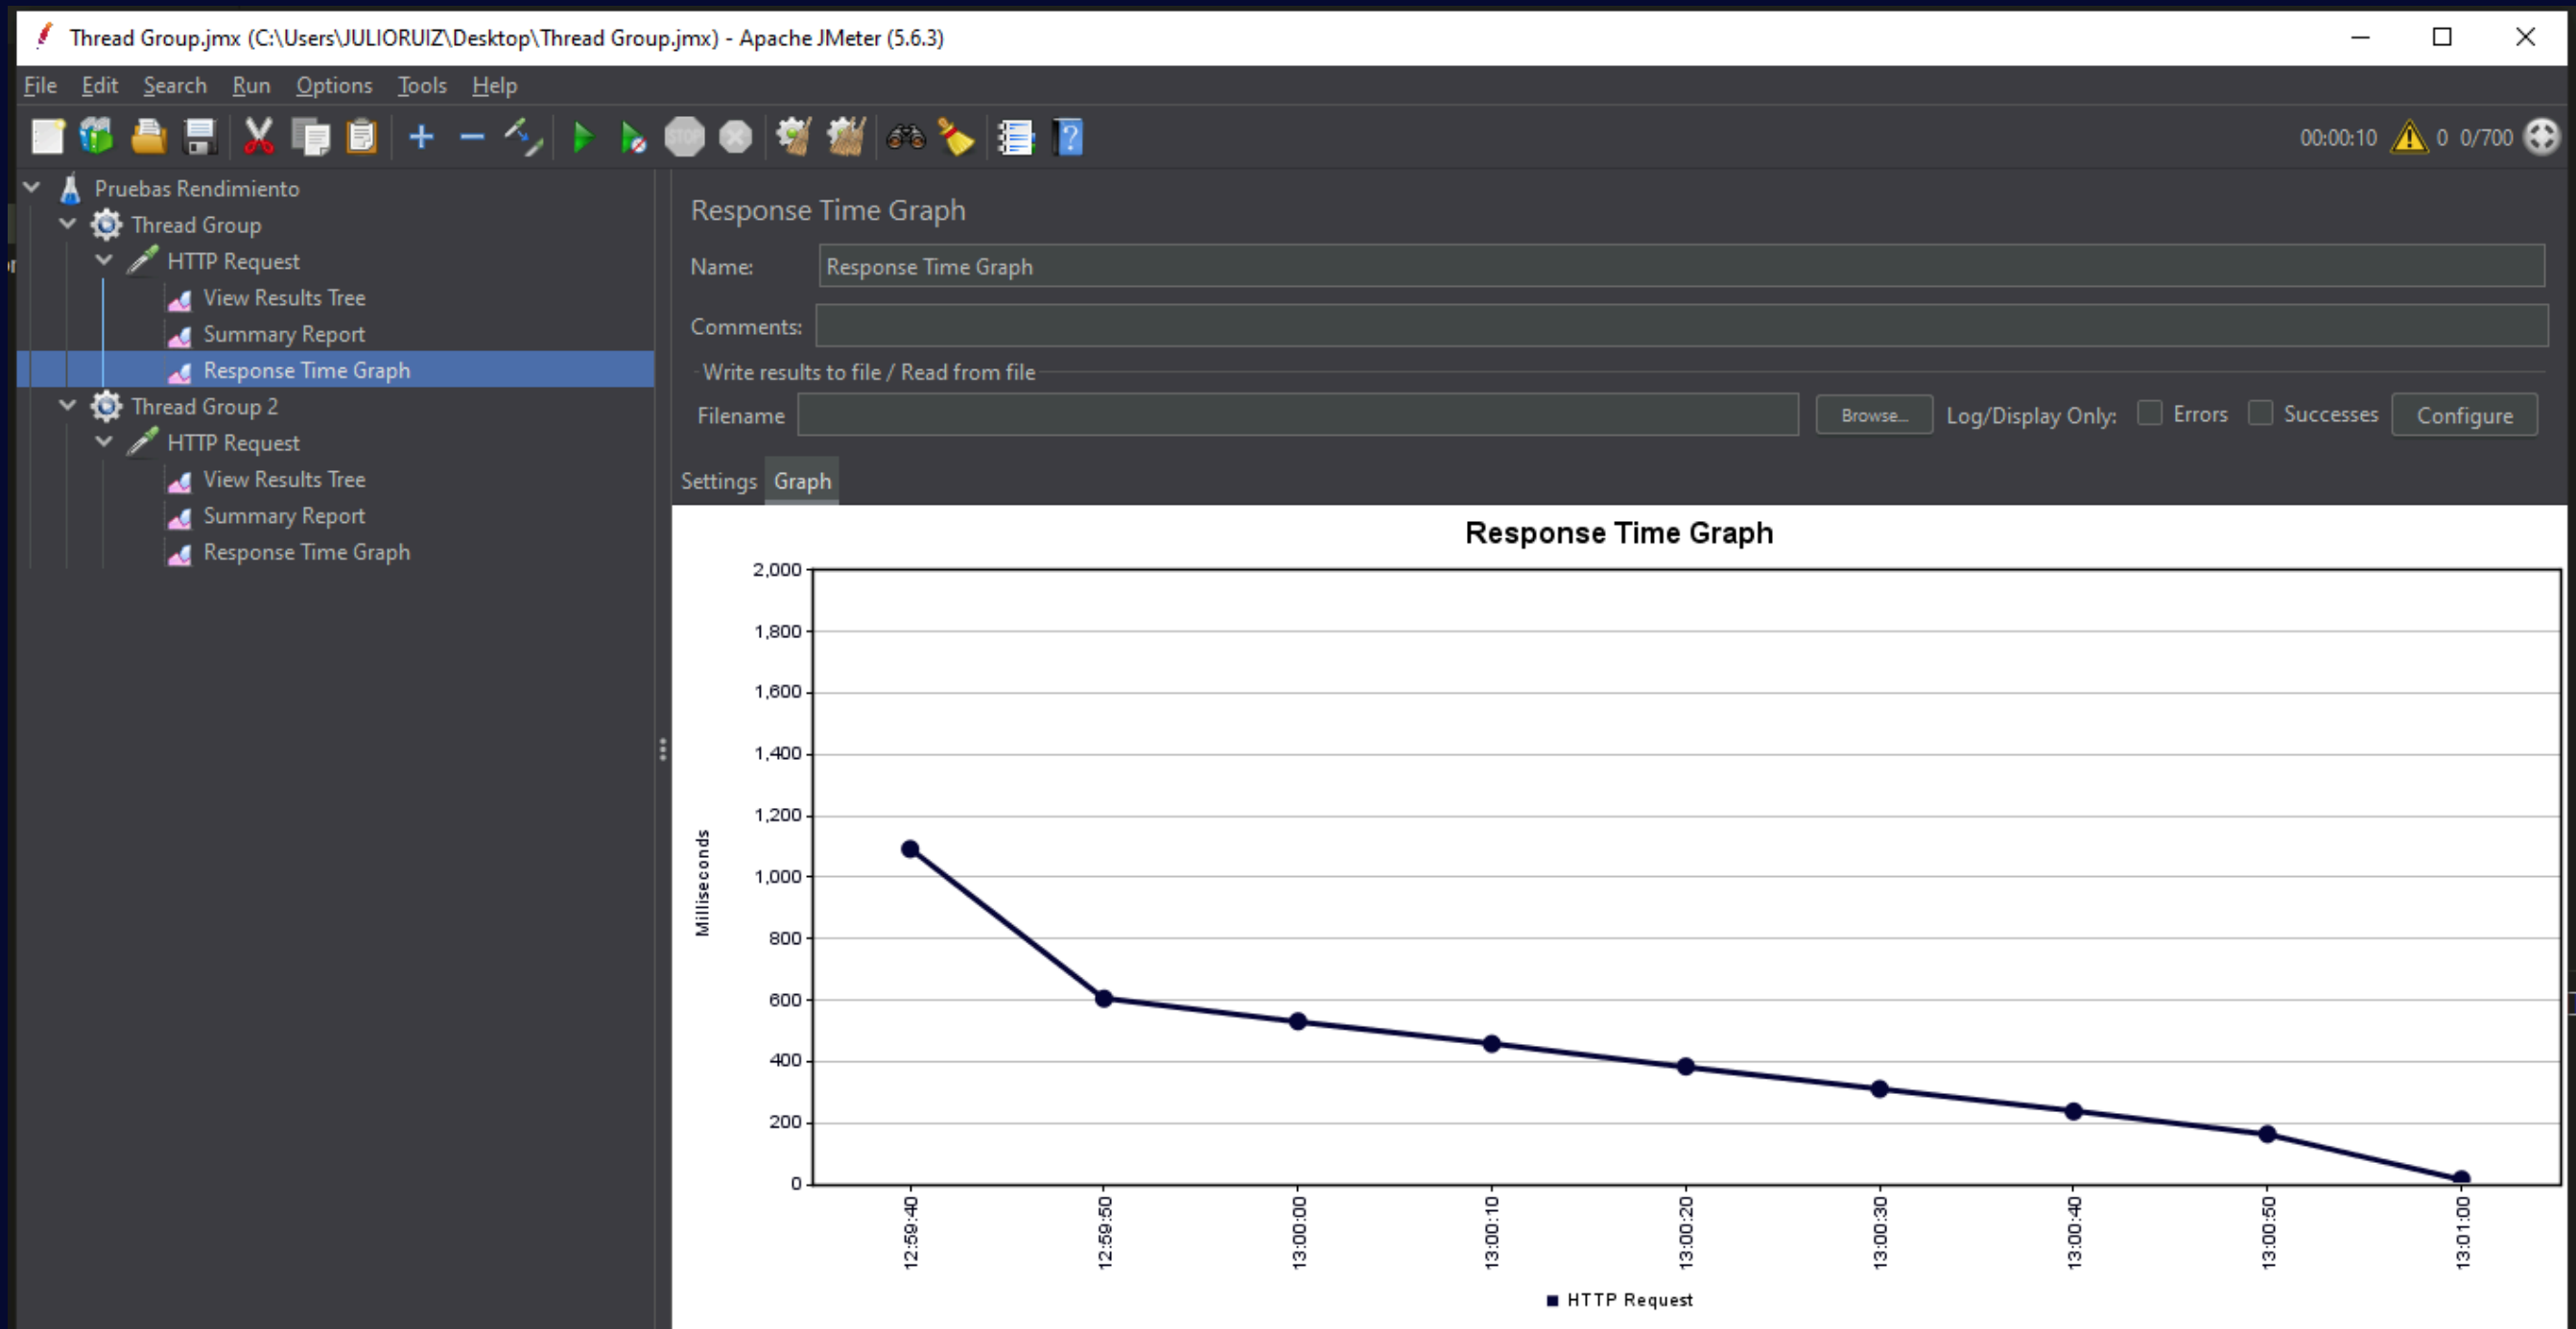 Thread Group.jmx (C:\Users\JULIORUIZ\Desktop\Thread Group.jmx) - Apache JMeter (5.6.3)
File Edit Search Run Options Tools Help
STOP
00:00:10 0 0/700
Pruebas Rendimiento
Thread Group
HTTP Request
View Results Tree
Summary Report
Response Time Graph
Thread Group 2
HTTP Request
View Results Tree
Summary Report
Response Time Graph
Response Time Graph
Name: Response Time Graph
Comments:
Write results to file / Read from file
Filename Browse... Log/Display Only: Errors Successes Configure
Settings Graph
Response Time Graph
2,000
1,800
1,600
1,400
1,200
1,000
800
600
400
200
0
Milliseconds
12:59:40 12:59:50 13:00:00 13:00:10 13:00:20 13:00:30 13:00:40 13:00:50 13:01:00
HTTP Request